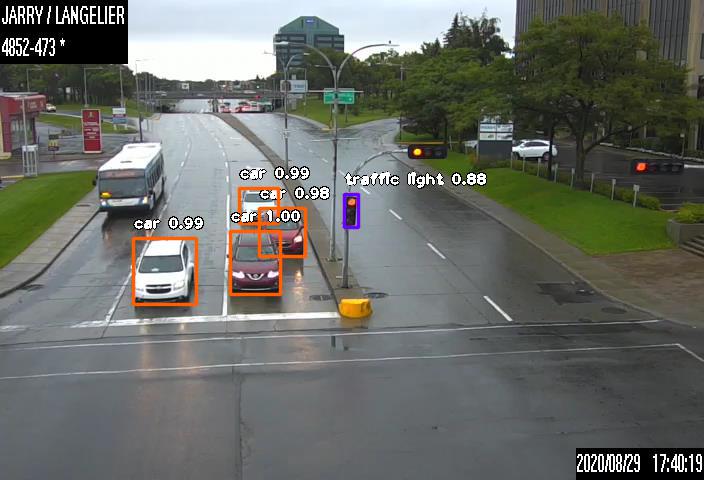 JARRY / LANGELIER
4852-473 *
car 0.99
car 0.98
traffic light 0.88
car 1.00
car 0.99
2020/08/29 17:40:19